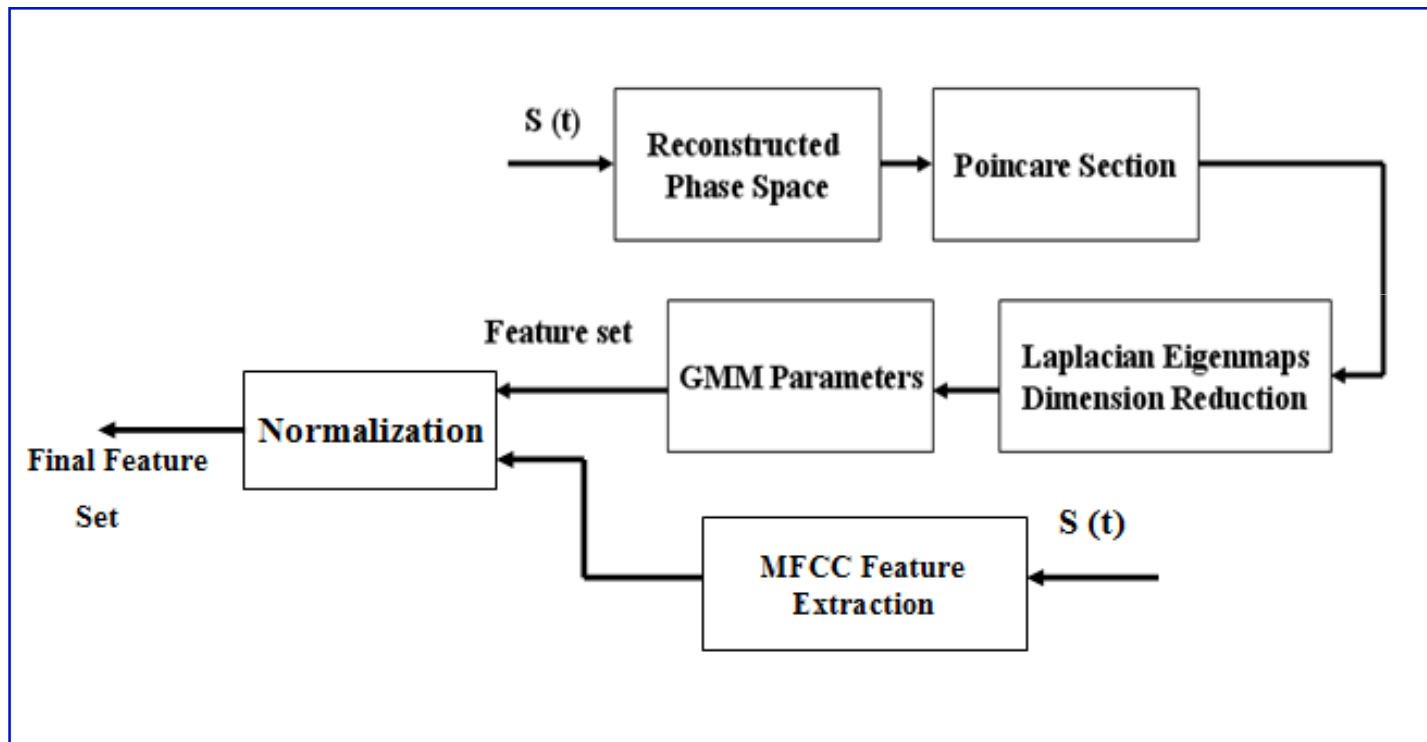 S (t)
Reconstructed
Phase Space
Poincare Section
Feature set
GMM Parameters
Laplacian Eigenmaps
Dimension Reduction
Normalization
Final Feature
Set
S (t)
MFCC Feature
Extraction